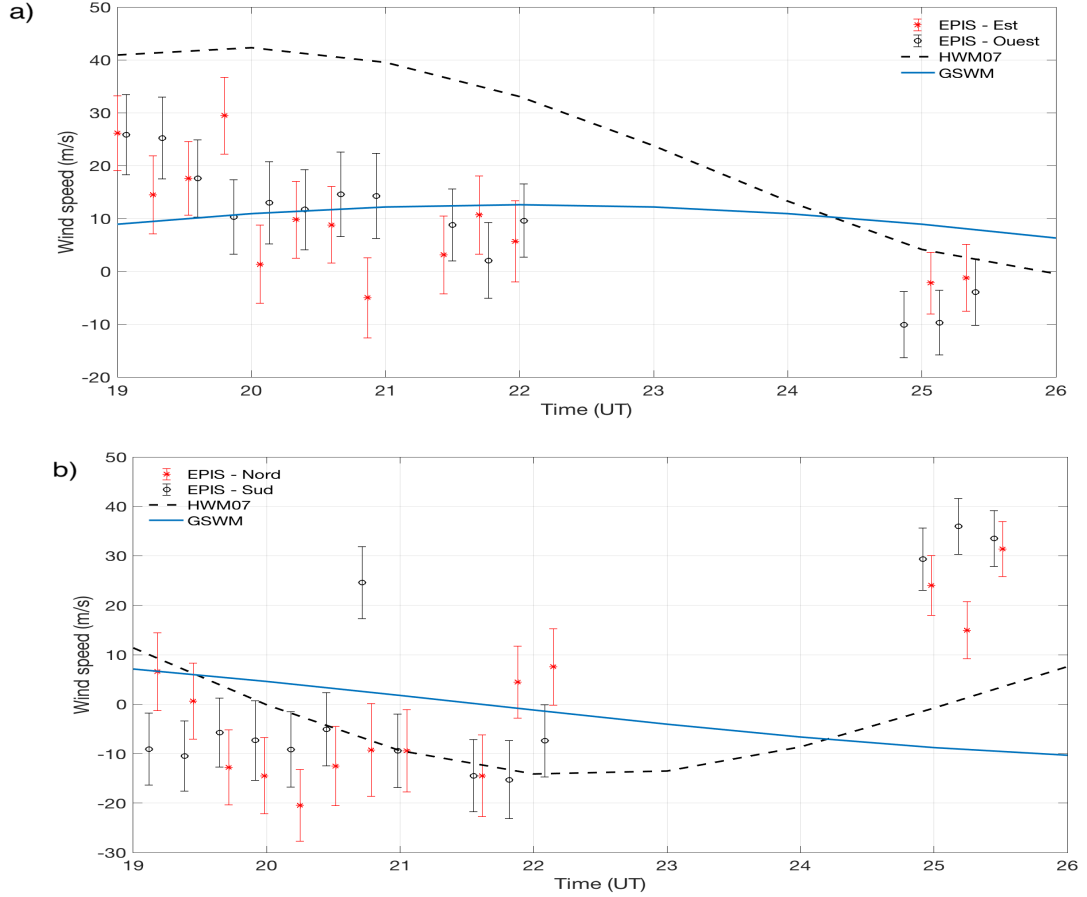 a)
50
40
30
20
10
0
-10
-20
Wind speed (m/s)
EPIS - Est
EPIS - Ouest
HWM07
GSWM
19 20 21 22 23 24 25 26
Time (UT)
b)
50
40
30
20
10
0
-10
-20
-30
Wind speed (m/s)
EPIS - Nord
EPIS - Sud
HWM07
GSWM
19 20 21 22 23 24 25 26
Time (UT)